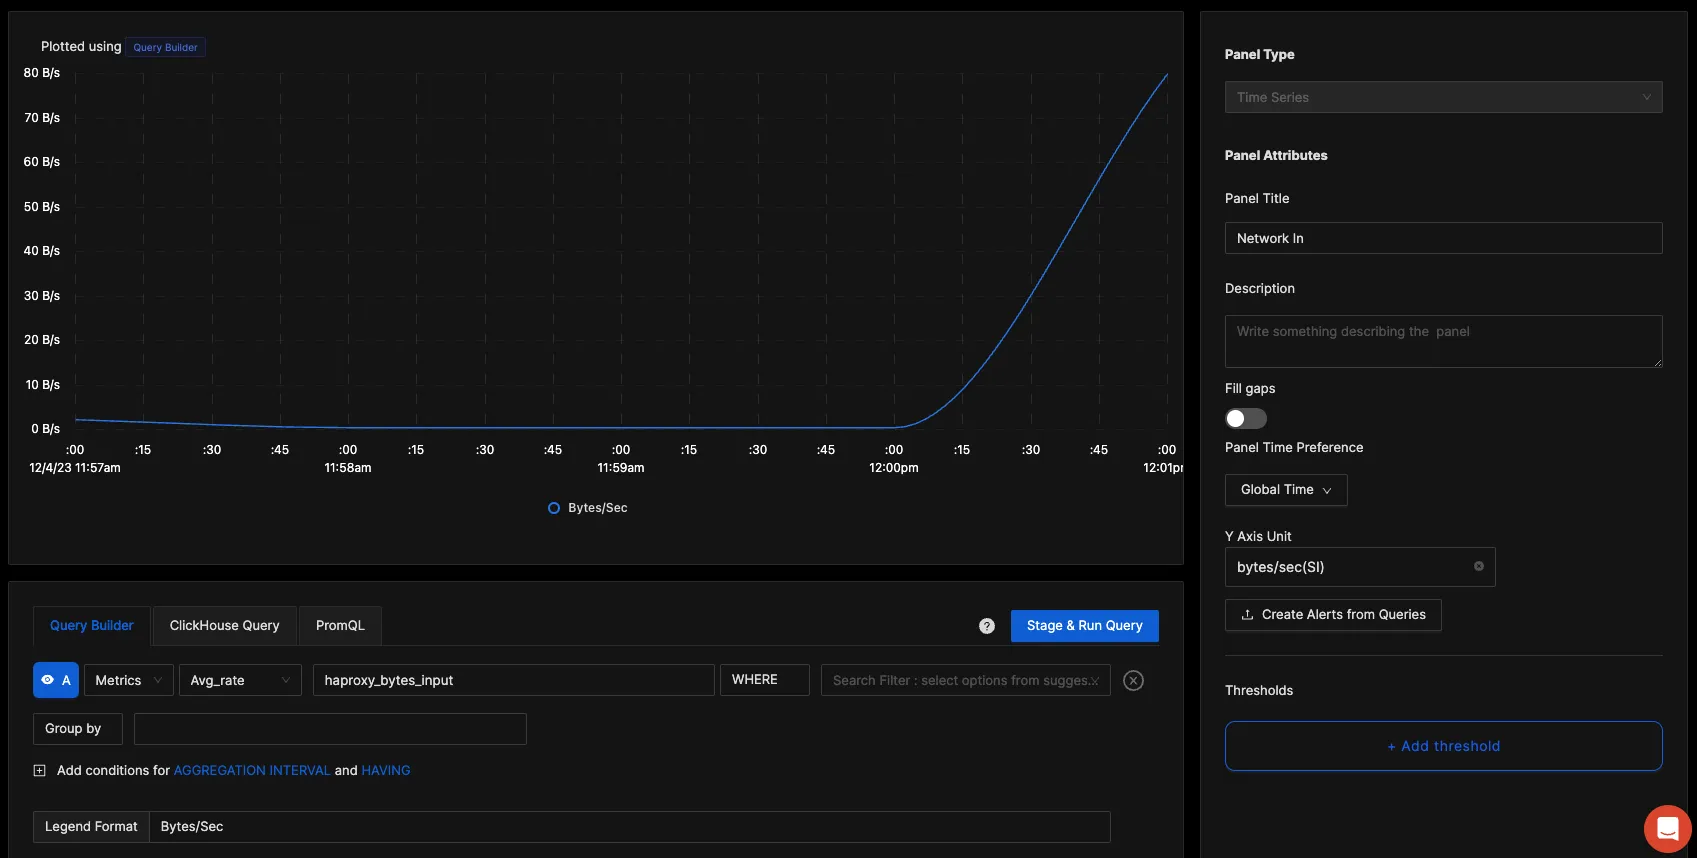 Plotted using Query Builder
80 B/s
70 B/s
60 B/s
50 B/s
40 B/s
30 B/s
20 B/s
10 B/s
0 B/s
:00 :15 :30 :45 :00 :15 :30 :45 :00 :15 :30 :45 :00 :15 :30 :45 :00
12/4/23 11:57am 11:58am 11:59am 12:00pm 12:01p
Bytes/Sec
Query Builder ClickHouse Query PromQL ? Stage & Run Query
A Metrics Avg_rate haproxy_bytes_input WHERE Search Filter : select options from sugges...
Group by
Add conditions for AGGREGATION INTERVAL and HAVING
Legend Format Bytes/Sec
Panel Type
Time Series
Panel Attributes
Panel Title
Network In
Description
Write something describing the panel
Fill gaps
Panel Time Preference
Global Time
Y Axis Unit
bytes/sec(SI)
Create Alerts from Queries
Thresholds
+ Add threshold